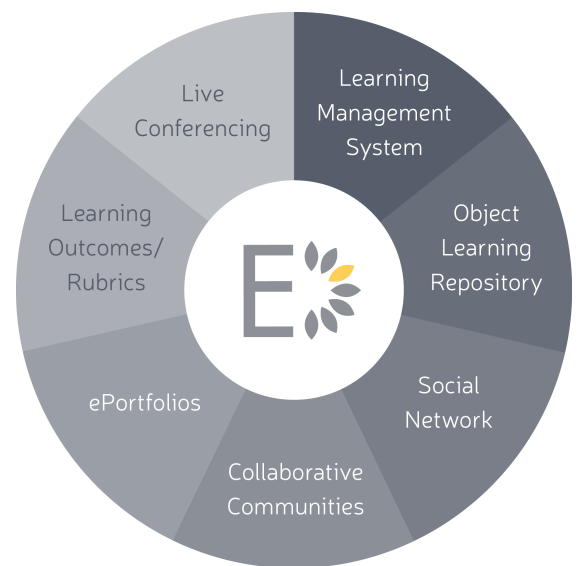 Learning
Management
System
Object
Learning
Repository
Social
Network
Collaborative
Communities
ePortfolios
Learning
Outcomes/
Rubrics
Live
Conferencing
E